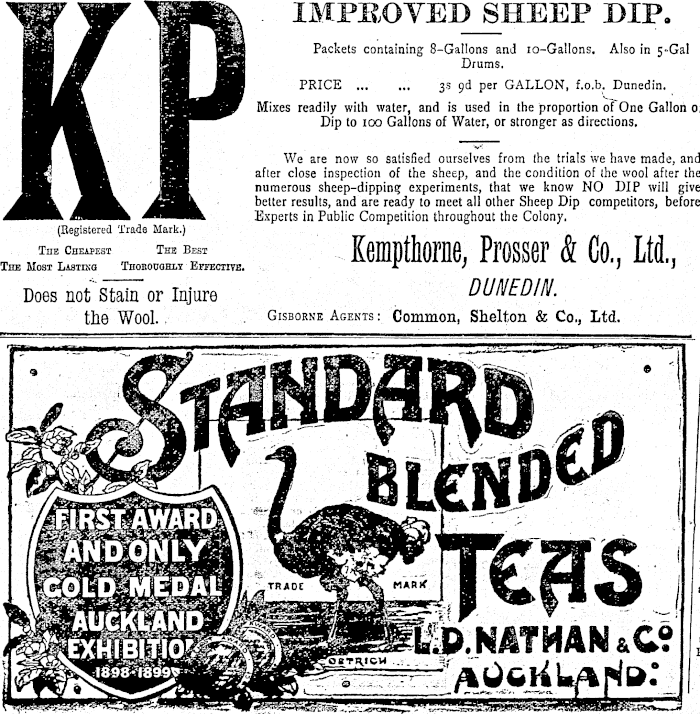 KP
(Registered Trade Mark.)
THE CHEAPEST THE BEST
THE MOST LASTING THOROUGHLY EFFECTIVE.
Does not Stain or Injure
the Wool.
IMPROVED SHEEP DIP.
Packets containing 8-Gallons and 10-Gallons. Also in 5-Gal
Drums.
PRICE ... ... 3s 9d per GALLON, f.o.b. Dunedin.
Mixes readily with water, and is used in the proportion of One Gallon o
Dip to 100 Gallons of Water, or stronger as directions.
We are now so satisfied ourselves from the trials we have made, and
after close inspection of the sheep, and the condition of the wool after the
numerous sheep-dipping experiments, that we know NO DIP will give
better results, and are ready to meet all other Sheep Dip competitors, before
Experts in Public Competition throughout the Colony.
Kempthorne, Prosser & Co., Ltd.,
DUNEDIN.
GISBORNE AGENTS: Common, Shelton & Co., Ltd.
STANDARD
BLENDED
TEAS
FIRST AWARD
AND ONLY
GOLD MEDAL
AUCKLAND
EXHIBITION
1898-1899
TRADE MARK
OSTRICH
L.D. NATHAN & CO.
AUCKLAND: